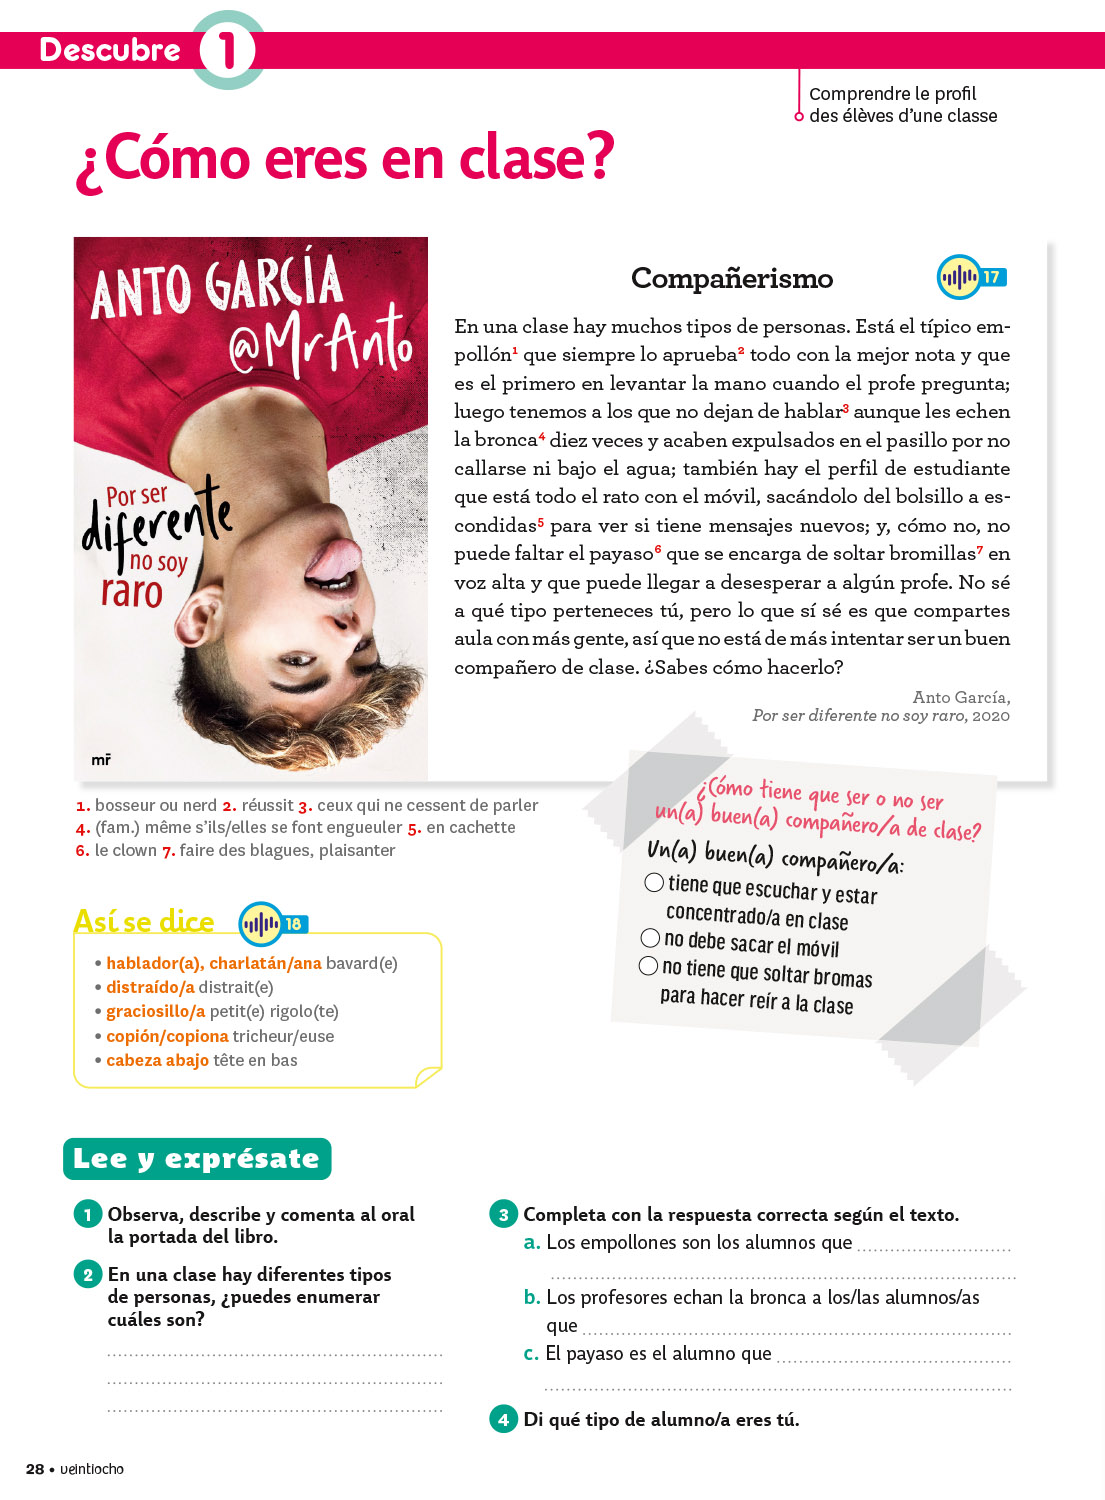 Descubre 1
Comprendre le profil
des élèves d'une classe
¿Cómo eres en clase?
ANTO GARCÍA
@MrAnto
Por ser
diferente
no soy
raro
mr
Compañerismo
17
En una clase hay muchos tipos de personas. Está el típico em-
pollón¹ que siempre lo aprueba² todo con la mejor nota y que
es el primero en levantar la mano cuando el profe pregunta;
luego tenemos a los que no dejan de hablar³ aunque les echen
la bronca⁴ diez veces y acaben expulsados en el pasillo por no
callarse ni bajo el agua; también hay el perfil de estudiante
que está todo el rato con el móvil, sacándolo del bolsillo a es-
condidas⁵ para ver si tiene mensajes nuevos; y, cómo no, no
puede faltar el payaso⁶ que se encarga de soltar bromillas⁷ en
voz alta y que puede llegar a desesperar a algún profe. No sé
a qué tipo perteneces tú, pero lo que sí sé es que compartes
aula con más gente, así que no está de más intentar ser un buen
compañero de clase. ¿Sabes cómo hacerlo?
Anto García,
Por ser diferente no soy raro, 2020
1. bosseur ou nerd 2. réussit 3. ceux qui ne cessent de parler
4. (fam.) même s'ils/elles se font engueuler 5. en cachette
6. le clown 7. faire des blagues, plaisanter
¿Cómo tiene que ser o no ser
un(a) buen(a) compañero/a de clase?
Un(a) buen(a) compañero/a:
tiene que escuchar y estar
concentrado/a en clase
no debe sacar el móvil
no tiene que soltar bromas
para hacer reír a la clase
Así se dice
18
• hablador(a), charlatán/ana bavard(e)
• distraído/a distrait(e)
• graciosillo/a petit(e) rigolo(te)
• copión/copiona tricheur/euse
• cabeza abajo tête en bas
Lee y exprésate
1 Observa, describe y comenta al oral
la portada del libro.
2 En una clase hay diferentes tipos
de personas, ¿puedes enumerar
cuáles son?
3 Completa con la respuesta correcta según el texto.
a. Los empollones son los alumnos que
b. Los profesores echan la bronca a los/las alumnos/as
que
c. El payaso es el alumno que
4 Di qué tipo de alumno/a eres tú.
28 • veintiocho